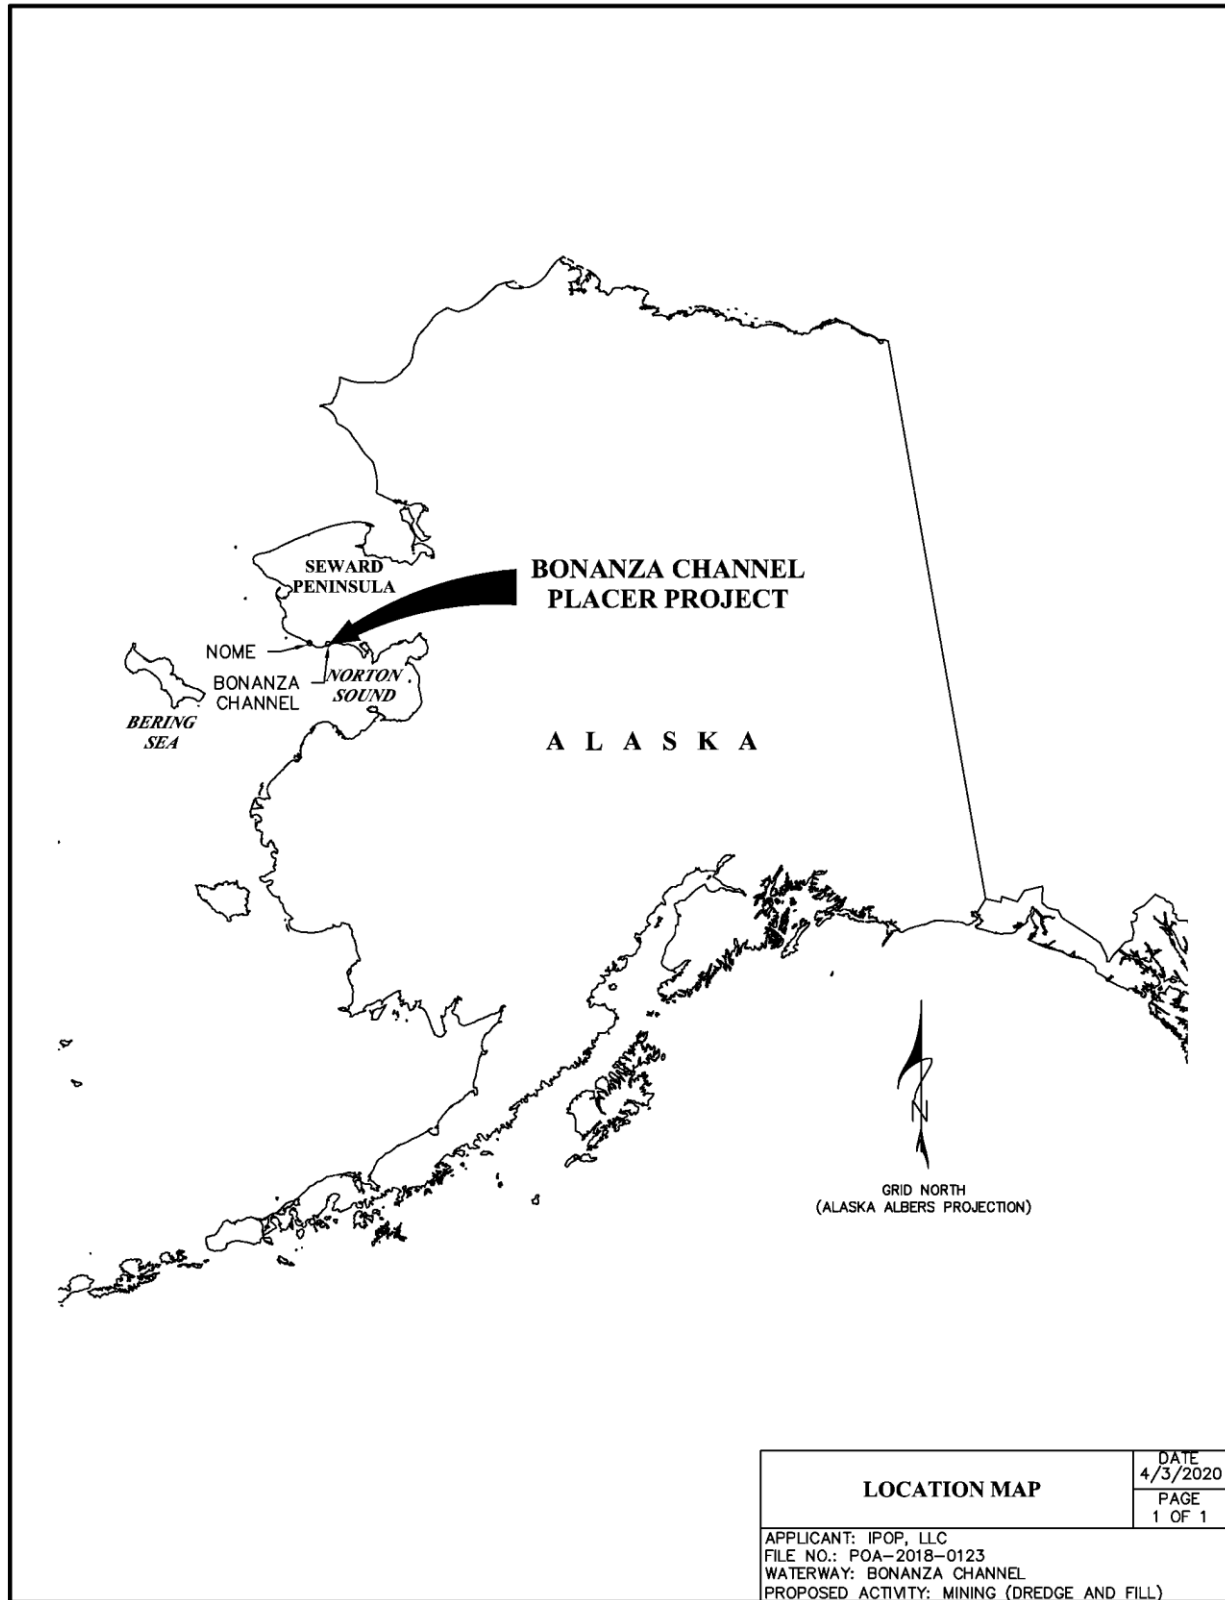 SEWARD
PENINSULA
BONANZA CHANNEL
PLACER PROJECT
NOME
BONANZA
CHANNEL
NORTON
SOUND
BERING
SEA
A L A S K A
N
GRID NORTH
(ALASKA ALBERS PROJECTION)
LOCATION MAP
DATE
4/3/2020
PAGE
1 OF 1
APPLICANT: IPOP, LLC
FILE NO.: POA-2018-0123
WATERWAY: BONANZA CHANNEL
PROPOSED ACTIVITY: MINING (DREDGE AND FILL)